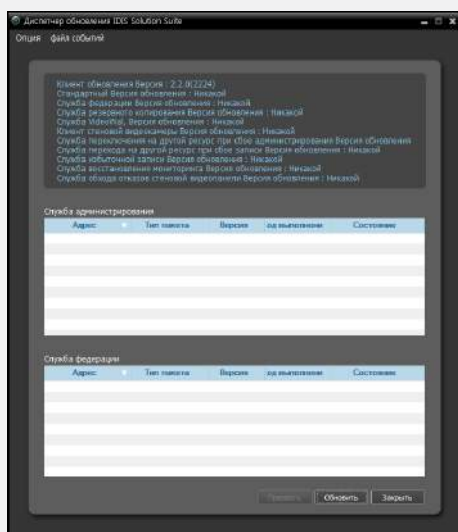 Диспетчер обновления IDIS Solution Suite
Опция файл событий
Клиент обновления Версия : 2.2.0(2224)
Стандартный Версия обновления : Никакой
Служба федерации Версия обновления : Никакой
Служба резервного копирования Версия обновления : Никакой
Служба VideoWall, Версия обновления : Никакой
Клиент стеновой видеокамеры Версия обновления : Никакой
Служба переключения на другой ресурс при сбое администрирования Версия обновления
Служба перехода на другой ресурс при сбое записи Версия обновления : Никакой
Служба избыточной записи Версия обновления : Никакой
Служба восстановления мониторинга Версия обновления : Никакой
Служба обхода отказов стеновой видеопанели Версия обновления : Никакой
Служба администрирования
Адрес Тип пакета Версия од выполнени Состояние
Служба федерации
Адрес Тип пакета Версия од выполнени Состояние
Обновить Закрыть